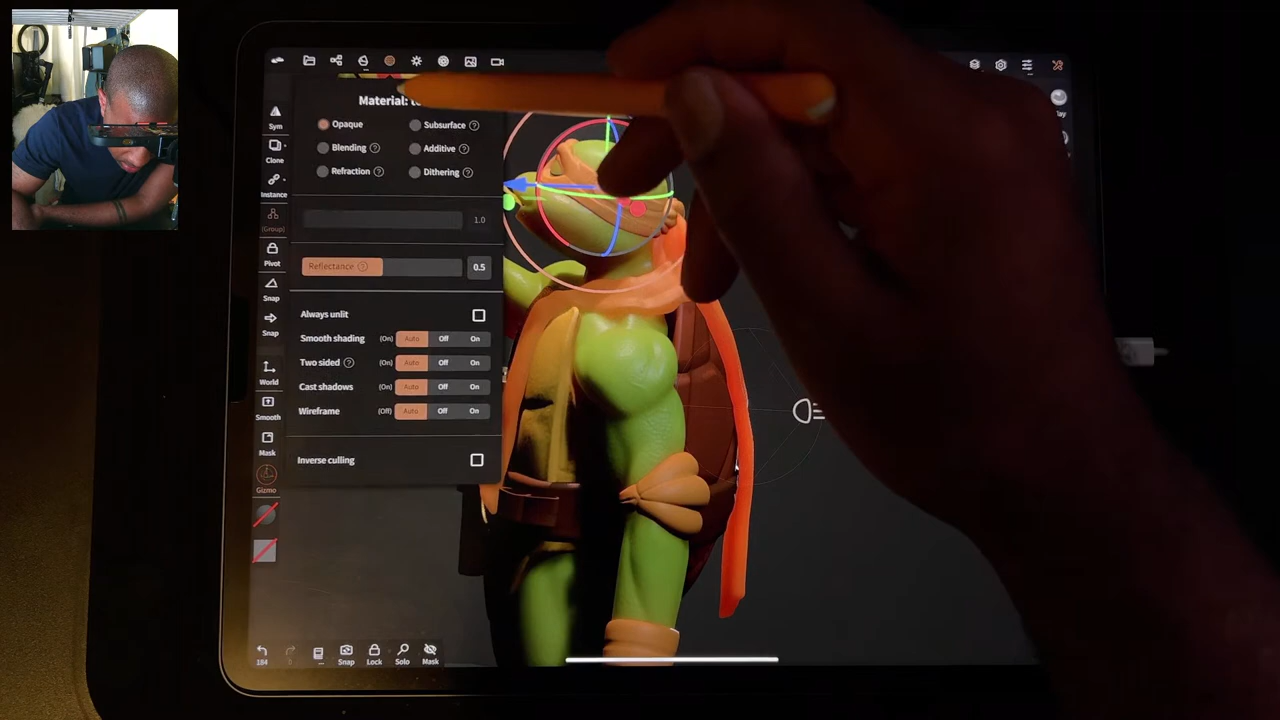 Material:
Opaque
Subsurface ?
Blending ?
Additive ?
Refraction ?
Dithering ?
1.0
Reflectance ? 0.5
Always unlit
Smooth shading (On) Auto Off On
Two sided ? (On) Auto Off On
Cast shadows (On) Auto Off On
Wireframe (Off) Auto Off On
Inverse culling
Sym
Clone
Instance
(Group)
Pivot
Snap
Snap
World
Smooth
Mask
Gizmo
184
0
Snap
Lock
Solo
Mask